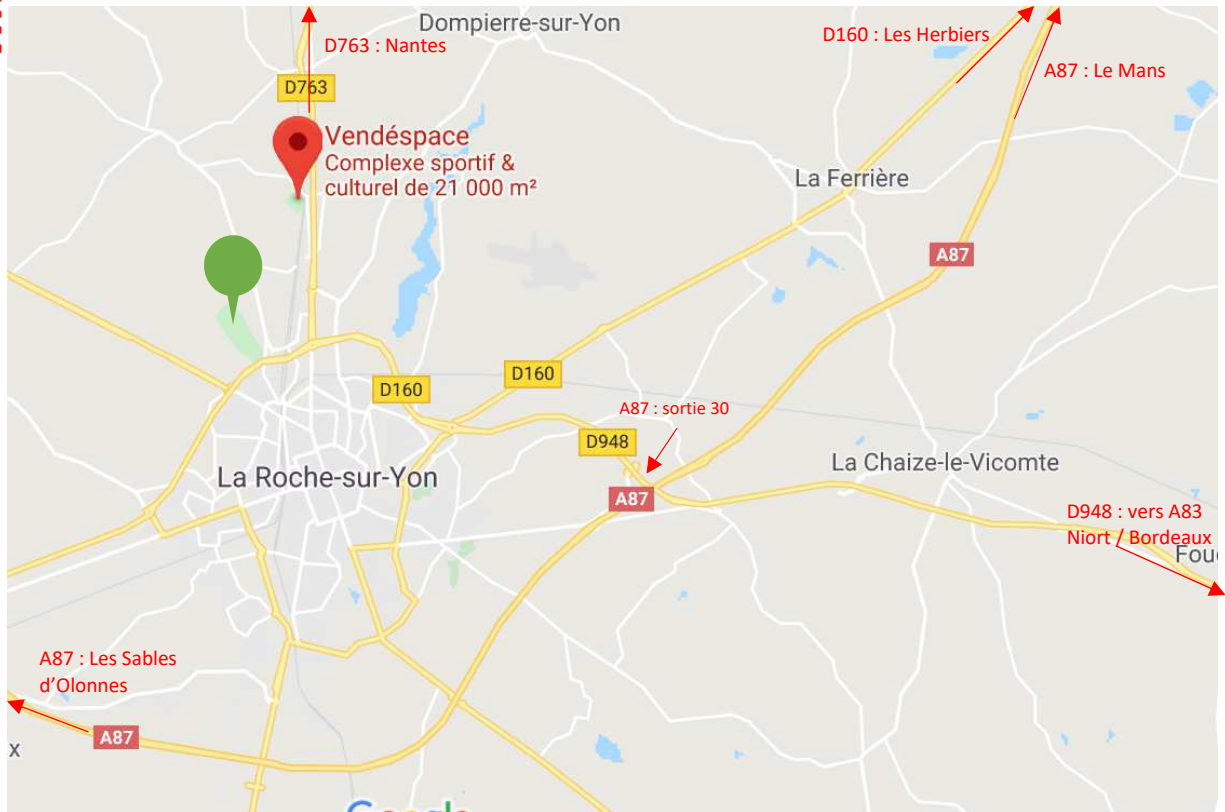 Dompierre-sur-Yon
D763 : Nantes
D160 : Les Herbiers
A87 : Le Mans
D763
Vendéspace
Complexe sportif &
culturel de 21 000 m²
La Ferrière
A87
D160
D160
A87 : sortie 30
D948
La Roche-sur-Yon
La Chaize-le-Vicomte
A87
D948 : vers A83
Niort / Bordeaux
Foug
A87 : Les Sables
d'Olonnes
A87
x
Google